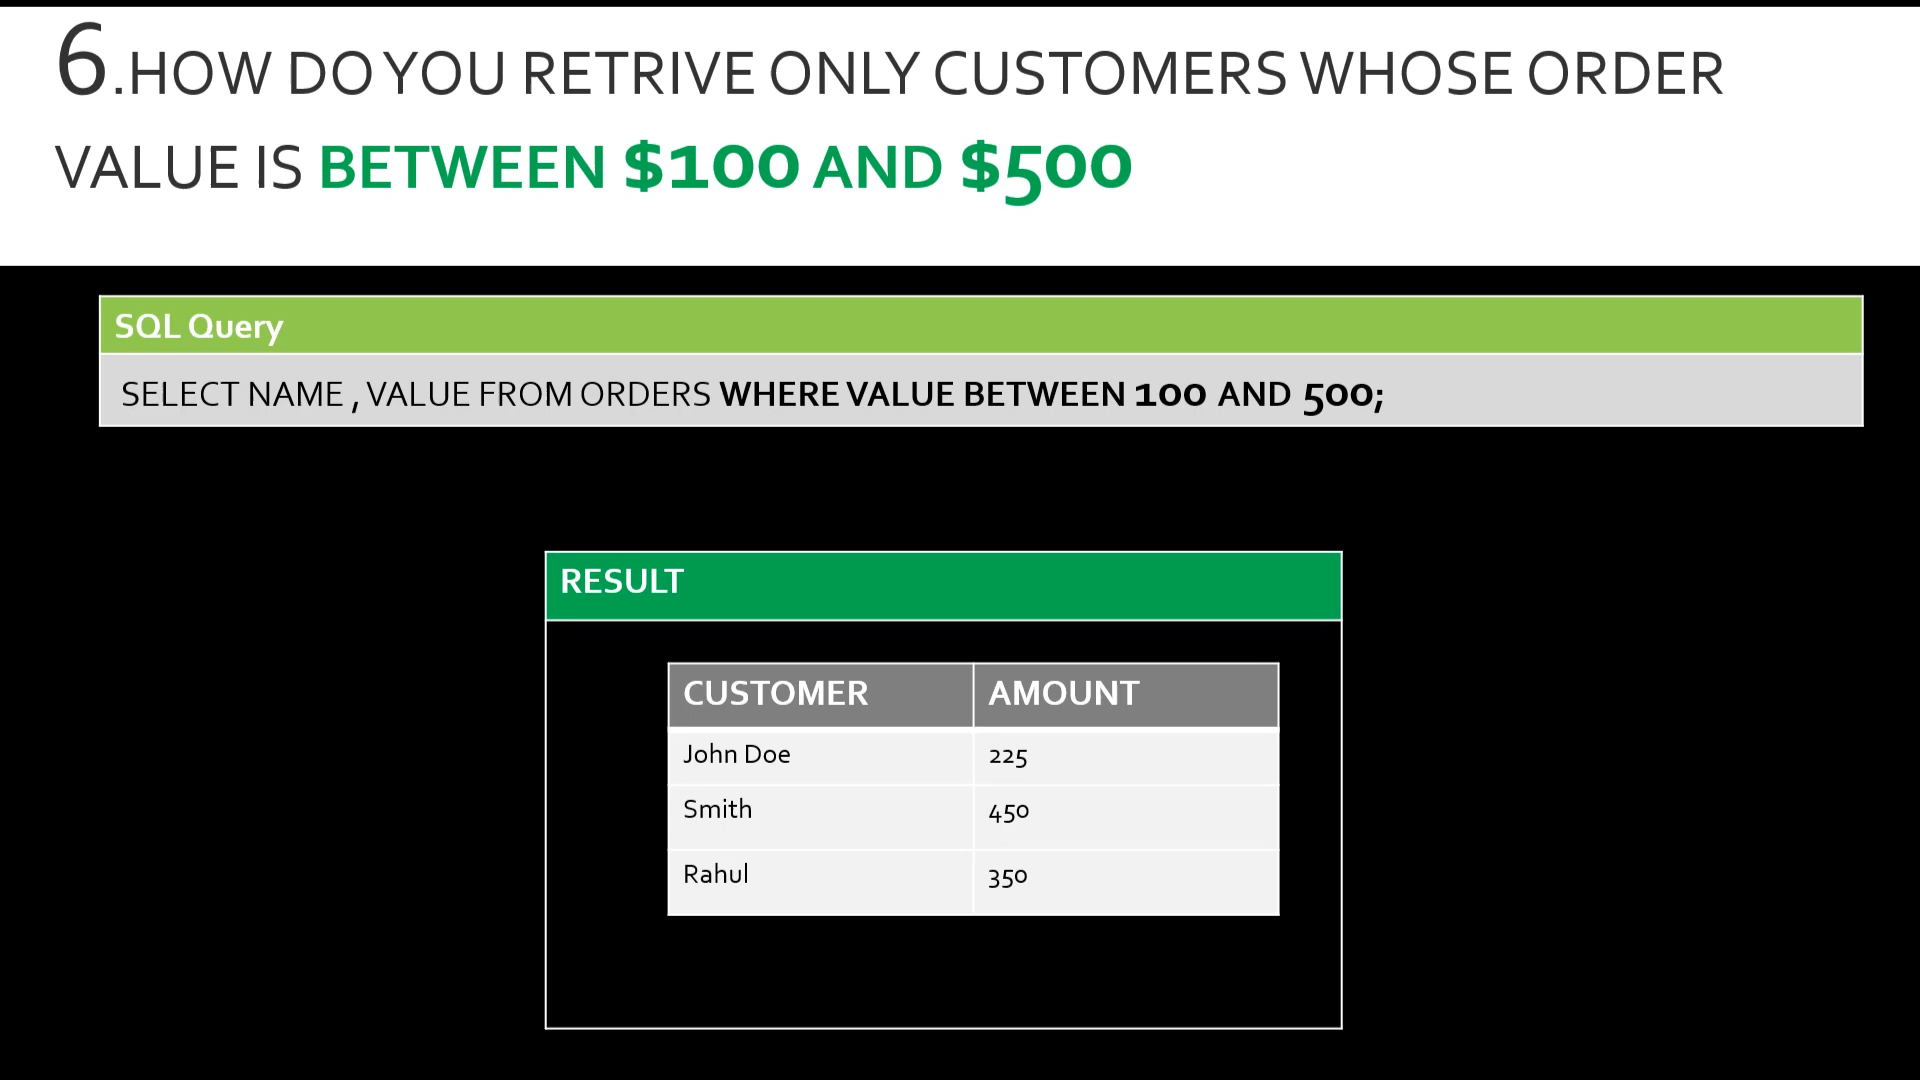 6.HOW DO YOU RETRIVE ONLY CUSTOMERS WHOSE ORDER
VALUE IS BETWEEN $100 AND $500
SQL Query
SELECT NAME , VALUE FROM ORDERS WHERE VALUE BETWEEN 100 AND 500;
RESULT
CUSTOMER AMOUNT
John Doe 225
Smith 450
Rahul 350